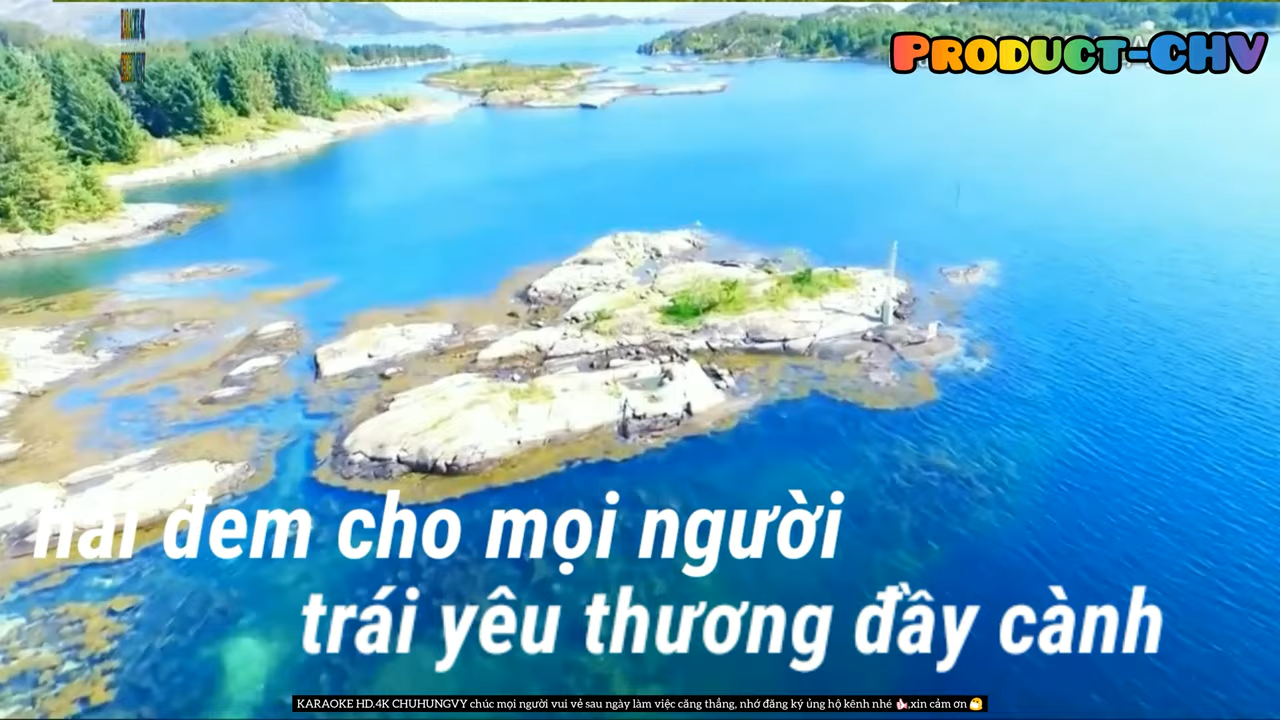 PRODUCT-CHV
hái đem cho mọi người
trái yêu thương đầy cành
KARAOKE HD.4K CHUHUNGVY chúc mọi người vui vẻ sau ngày làm việc căng thẳng, nhớ đăng ký ủng hộ kênh nhé 👍🏻,xin cảm ơn 🤭